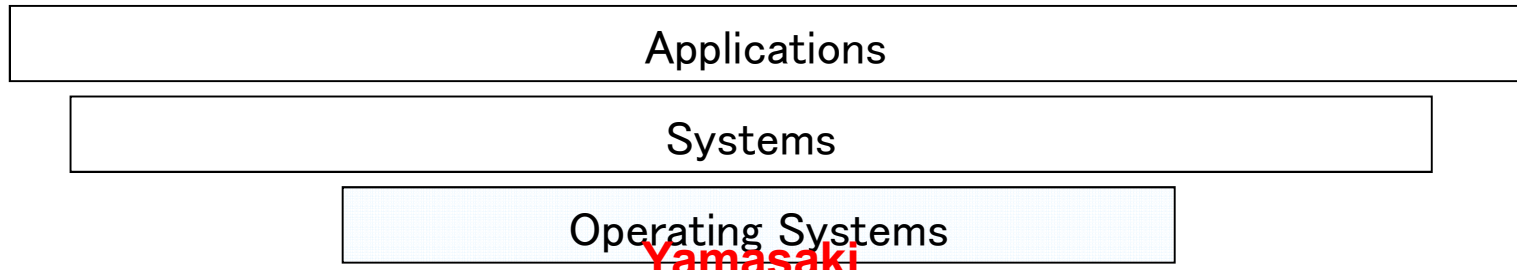 Applications
Systems
Operating Systems
Yamasaki